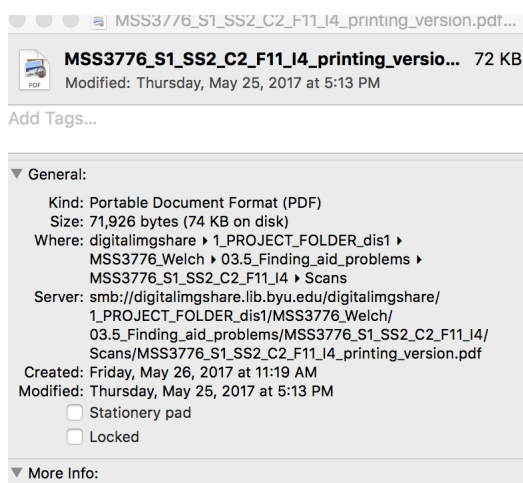 MSS3776_S1_SS2_C2_F11_I4_printing_version.pdf...
MSS3776_S1_SS2_C2_F11_I4_printing_versio... 72 KB
Modified: Thursday, May 25, 2017 at 5:13 PM
PDF
Add Tags...
▼ General:
Kind: Portable Document Format (PDF)
Size: 71,926 bytes (74 KB on disk)
Where: digitalimgshare ▸ 1_PROJECT_FOLDER_dis1 ▸
MSS3776_Welch ▸ 03.5_Finding_aid_problems ▸
MSS3776_S1_SS2_C2_F11_I4 ▸ Scans
Server: smb://digitalimgshare.lib.byu.edu/digitalimgshare/
1_PROJECT_FOLDER_dis1/MSS3776_Welch/
03.5_Finding_aid_problems/MSS3776_S1_SS2_C2_F11_I4/
Scans/MSS3776_S1_SS2_C2_F11_I4_printing_version.pdf
Created: Friday, May 26, 2017 at 11:19 AM
Modified: Thursday, May 25, 2017 at 5:13 PM
Stationery pad
Locked
▼ More Info: